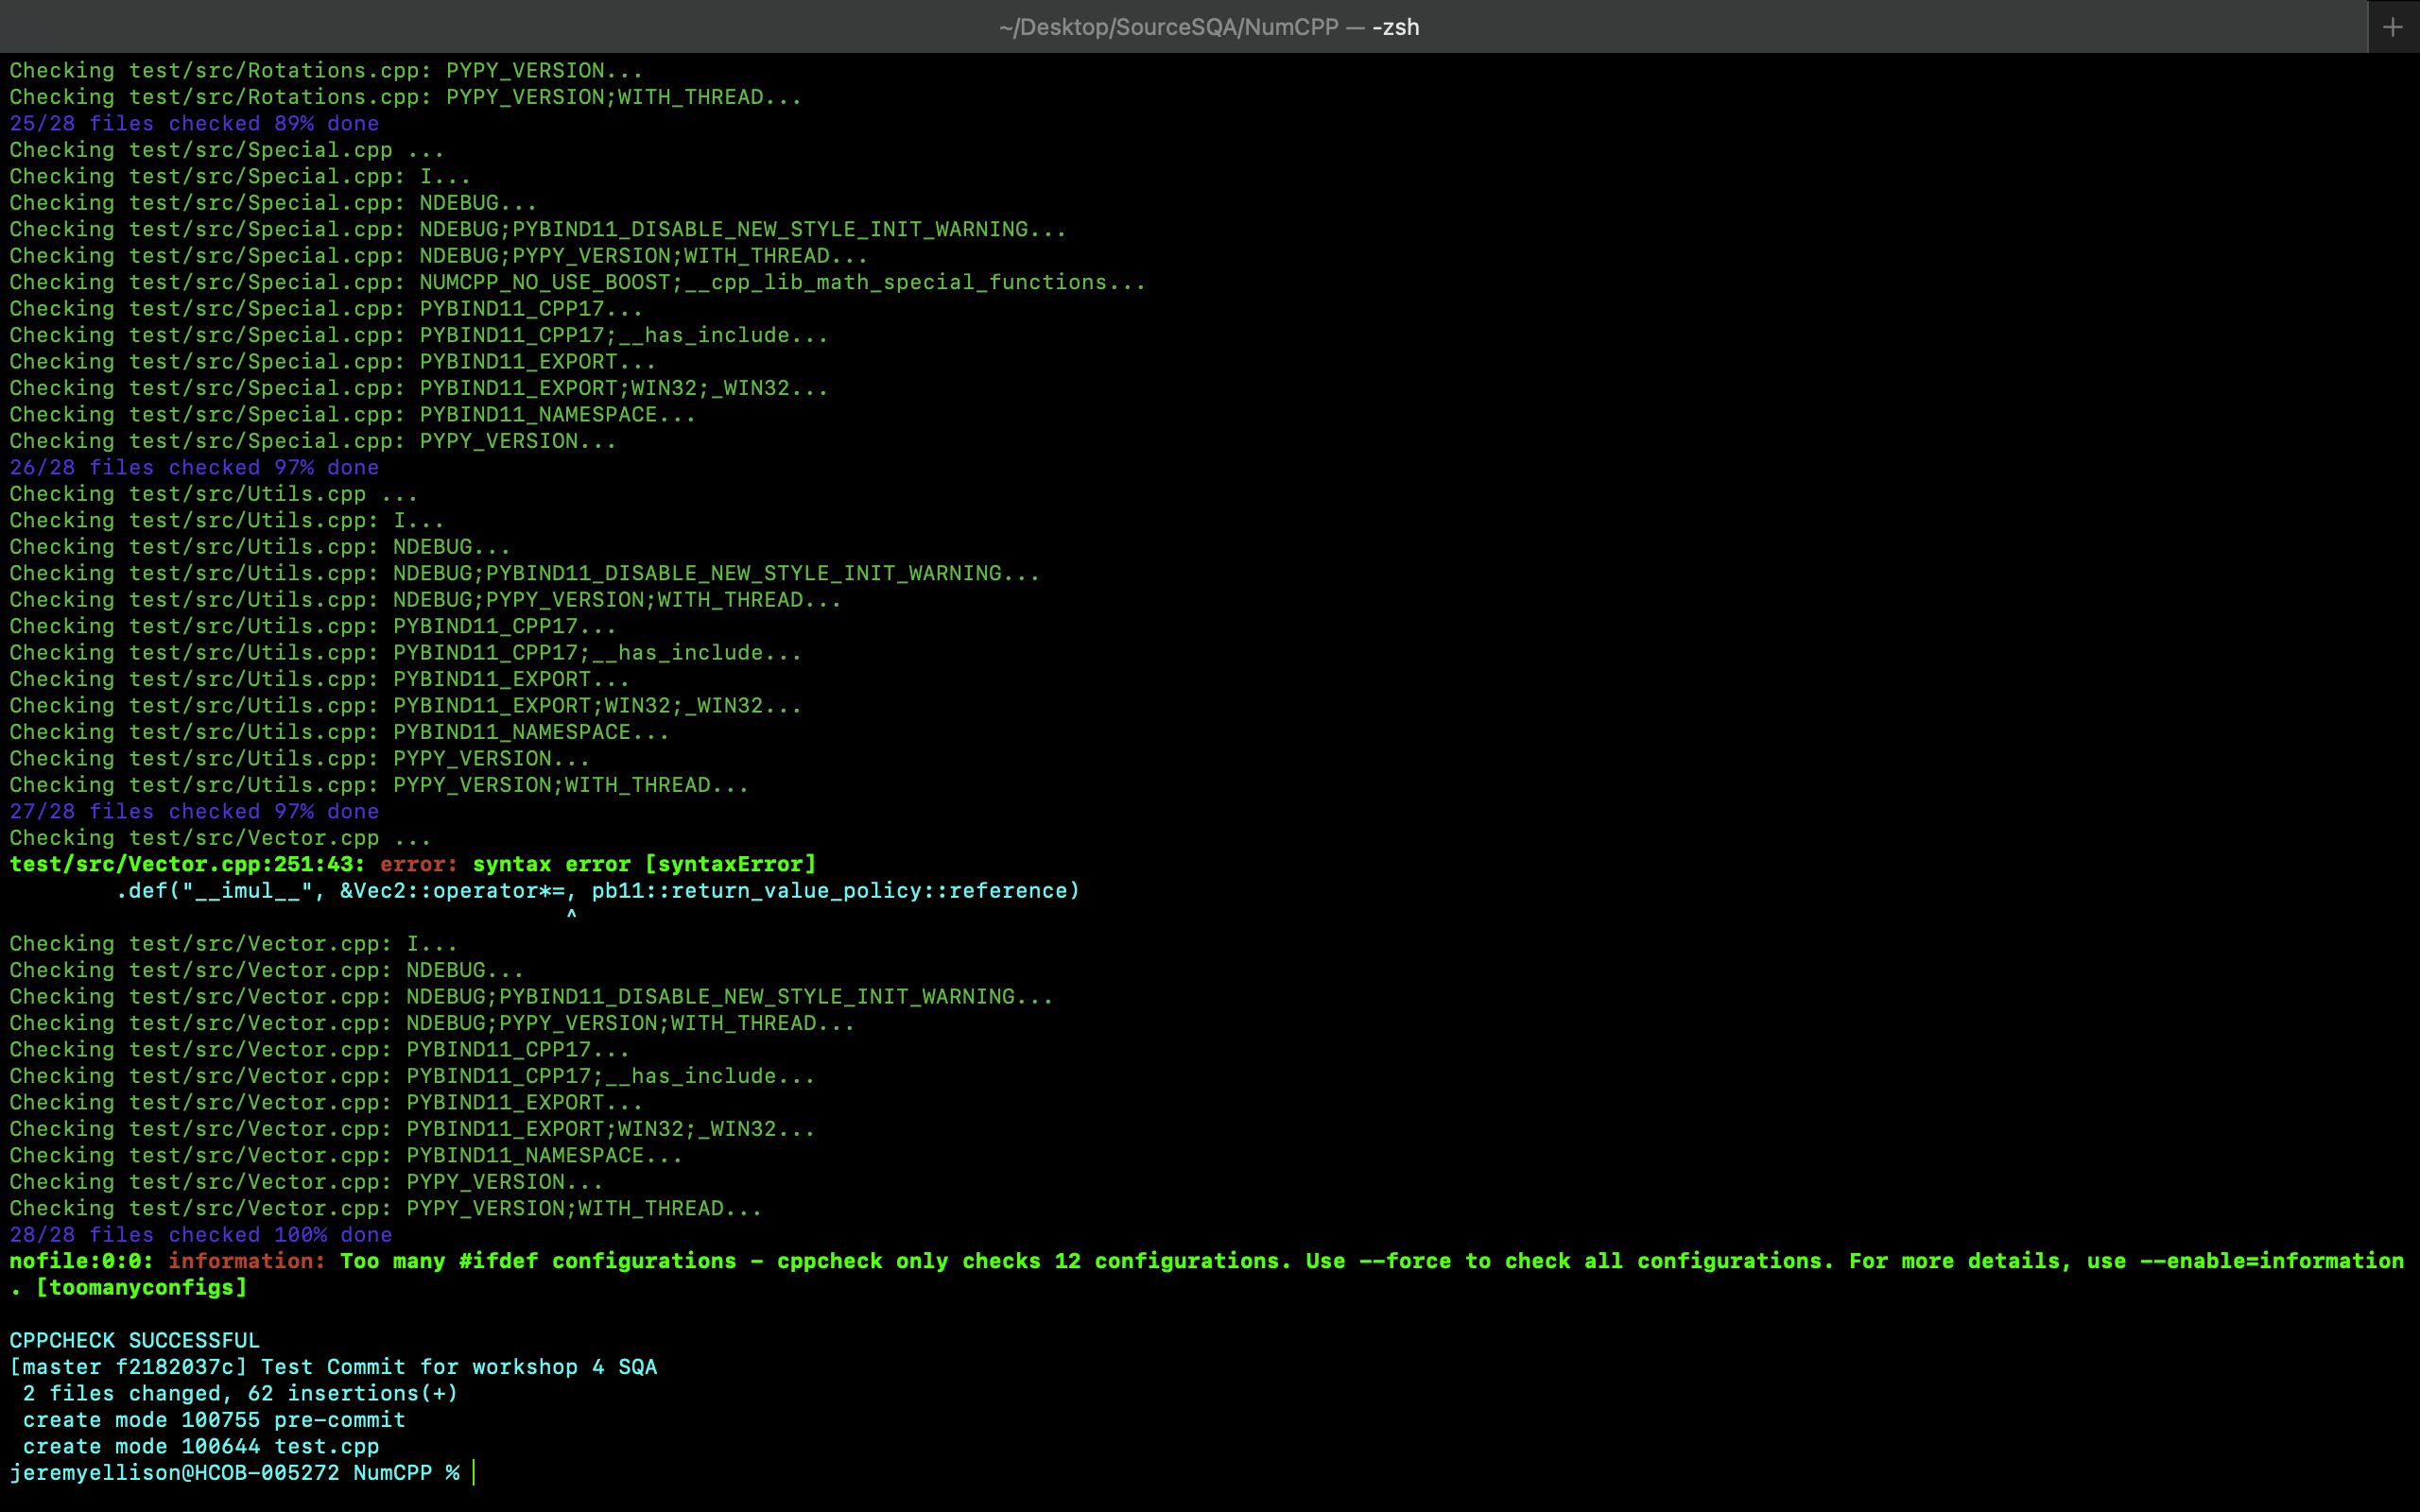 ~/Desktop/SourceSQA/NumCPP — -zsh
+
Checking test/src/Rotations.cpp: PYPY_VERSION...
Checking test/src/Rotations.cpp: PYPY_VERSION;WITH_THREAD...
25/28 files checked 89% done
Checking test/src/Special.cpp ...
Checking test/src/Special.cpp: I...
Checking test/src/Special.cpp: NDEBUG...
Checking test/src/Special.cpp: NDEBUG;PYBIND11_DISABLE_NEW_STYLE_INIT_WARNING...
Checking test/src/Special.cpp: NDEBUG;PYPY_VERSION;WITH_THREAD...
Checking test/src/Special.cpp: NUMCPP_NO_USE_BOOST;__cpp_lib_math_special_functions...
Checking test/src/Special.cpp: PYBIND11_CPP17...
Checking test/src/Special.cpp: PYBIND11_CPP17;__has_include...
Checking test/src/Special.cpp: PYBIND11_EXPORT...
Checking test/src/Special.cpp: PYBIND11_EXPORT;WIN32;_WIN32...
Checking test/src/Special.cpp: PYBIND11_NAMESPACE...
Checking test/src/Special.cpp: PYPY_VERSION...
26/28 files checked 97% done
Checking test/src/Utils.cpp ...
Checking test/src/Utils.cpp: I...
Checking test/src/Utils.cpp: NDEBUG...
Checking test/src/Utils.cpp: NDEBUG;PYBIND11_DISABLE_NEW_STYLE_INIT_WARNING...
Checking test/src/Utils.cpp: NDEBUG;PYPY_VERSION;WITH_THREAD...
Checking test/src/Utils.cpp: PYBIND11_CPP17...
Checking test/src/Utils.cpp: PYBIND11_CPP17;__has_include...
Checking test/src/Utils.cpp: PYBIND11_EXPORT...
Checking test/src/Utils.cpp: PYBIND11_EXPORT;WIN32;_WIN32...
Checking test/src/Utils.cpp: PYBIND11_NAMESPACE...
Checking test/src/Utils.cpp: PYPY_VERSION...
Checking test/src/Utils.cpp: PYPY_VERSION;WITH_THREAD...
27/28 files checked 97% done
Checking test/src/Vector.cpp ...
test/src/Vector.cpp:251:43: error: syntax error [syntaxError]
        .def("__imul__", &Vec2::operator*=, pb11::return_value_policy::reference)
                                          ^
Checking test/src/Vector.cpp: I...
Checking test/src/Vector.cpp: NDEBUG...
Checking test/src/Vector.cpp: NDEBUG;PYBIND11_DISABLE_NEW_STYLE_INIT_WARNING...
Checking test/src/Vector.cpp: NDEBUG;PYPY_VERSION;WITH_THREAD...
Checking test/src/Vector.cpp: PYBIND11_CPP17...
Checking test/src/Vector.cpp: PYBIND11_CPP17;__has_include...
Checking test/src/Vector.cpp: PYBIND11_EXPORT...
Checking test/src/Vector.cpp: PYBIND11_EXPORT;WIN32;_WIN32...
Checking test/src/Vector.cpp: PYBIND11_NAMESPACE...
Checking test/src/Vector.cpp: PYPY_VERSION...
Checking test/src/Vector.cpp: PYPY_VERSION;WITH_THREAD...
28/28 files checked 100% done
nofile:0:0: information: Too many #ifdef configurations - cppcheck only checks 12 configurations. Use --force to check all configurations. For more details, use --enable=information
. [toomanyconfigs]
CPPCHECK SUCCESSFUL
[master f2182037c] Test Commit for workshop 4 SQA
 2 files changed, 62 insertions(+)
 create mode 100755 pre-commit
 create mode 100644 test.cpp
jeremyellison@HCOB-005272 NumCPP %